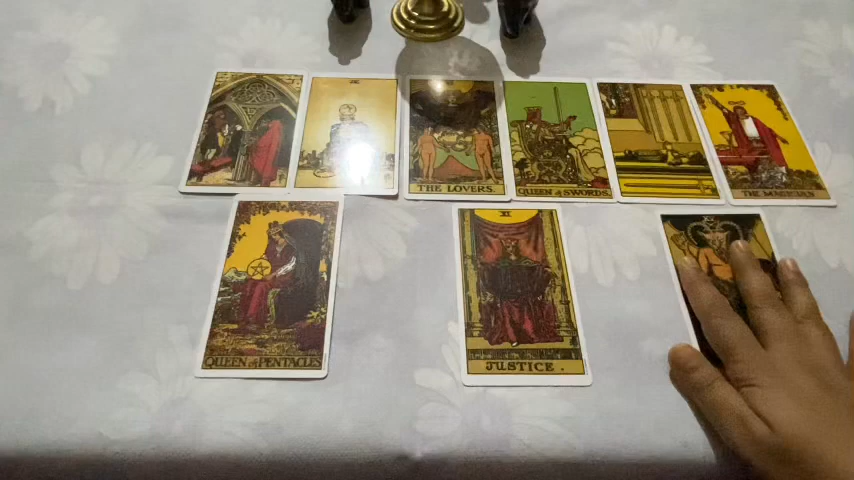 THE LOVERS.
QUEEN of SWORDS.
THE MAGICIAN.
QUEEN of PENTACLES
XI
JUSTICE .